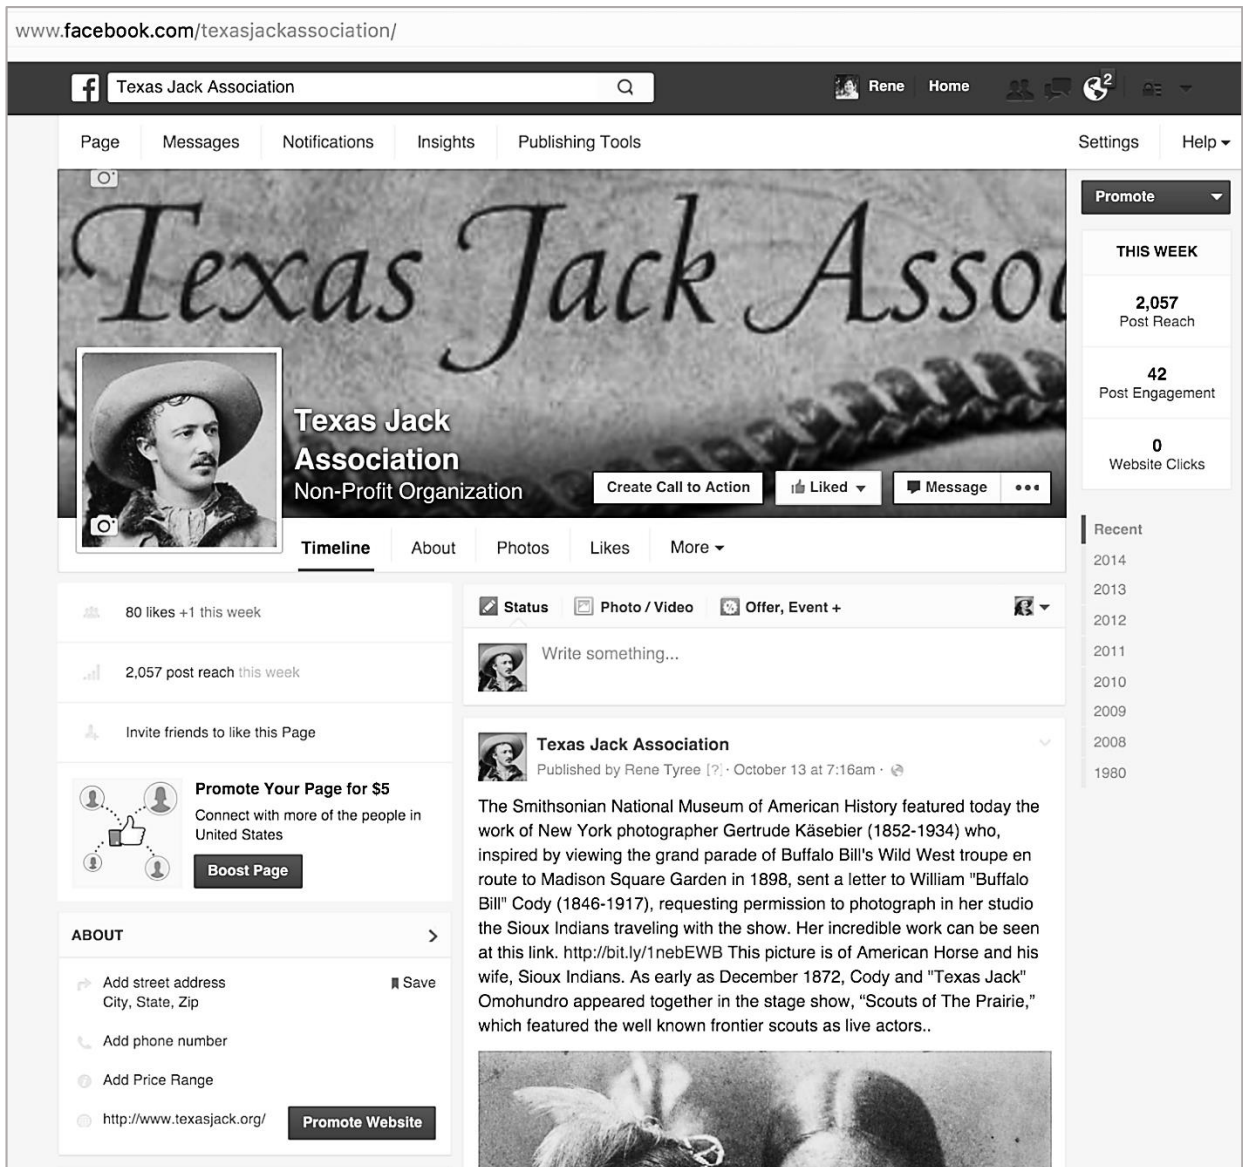 www.facebook.com/texasjackassociation/
f Texas Jack Association Rene Home 2
Page Messages Notifications Insights Publishing Tools Settings Help
Texas Jack Assoc
Texas Jack
Association
Non-Profit Organization
Create Call to Action Liked Message
Timeline About Photos Likes More
Promote
THIS WEEK
2,057
Post Reach
42
Post Engagement
0
Website Clicks
Recent
2014
2013
2012
2011
2010
2009
2008
1980
80 likes +1 this week
2,057 post reach this week
Invite friends to like this Page
Promote Your Page for $5
Connect with more of the people in
United States
Boost Page
ABOUT
Add street address Save
City, State, Zip
Add phone number
Add Price Range
http://www.texasjack.org/ Promote Website
Status Photo / Video Offer, Event +
Write something...
Texas Jack Association
Published by Rene Tyree [?] · October 13 at 7:16am ·
The Smithsonian National Museum of American History featured today the
work of New York photographer Gertrude Käsebier (1852-1934) who,
inspired by viewing the grand parade of Buffalo Bill's Wild West troupe en
route to Madison Square Garden in 1898, sent a letter to William "Buffalo
Bill" Cody (1846-1917), requesting permission to photograph in her studio
the Sioux Indians traveling with the show. Her incredible work can be seen
at this link. http://bit.ly/1nebEWB This picture is of American Horse and his
wife, Sioux Indians. As early as December 1872, Cody and "Texas Jack"
Omohundro appeared together in the stage show, “Scouts of The Prairie,”
which featured the well known frontier scouts as live actors..